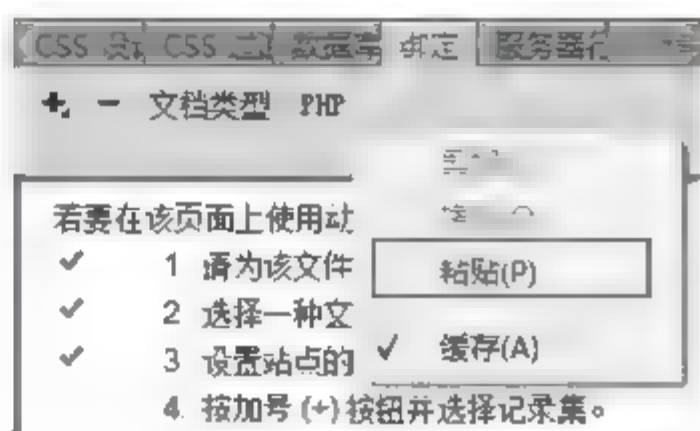 CSS CSS 绑定 服务器行
文档类型 PHP
若要在该页面上使用动
1 请为该文件
粘贴(P)
2 选择一种文
缓存(A)
3 设置站点的
4 按加号(+)按钮并选择记录集。